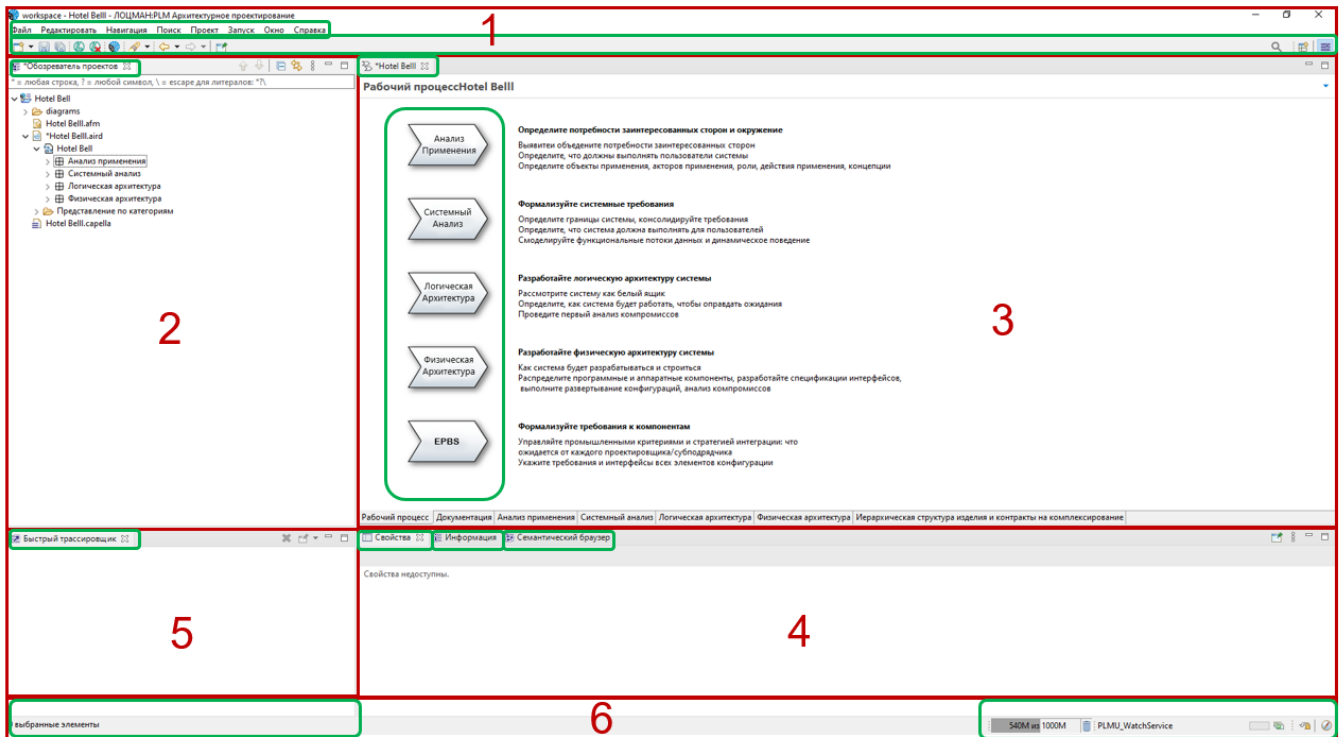 workspace - Hotel Belll - ЛОЦМАН:PLM Архитектурное проектирование
Файл Редактировать Навигация Поиск Проект Запуск Окно Справка
1
*Обозреватель проектов
* = любая строка, ? = любой символ, \ = escape для литералов: *?\
Hotel Bell
diagrams
Hotel Belll.afm
*Hotel Belll.aird
Hotel Bell
Анализ применения
Системный анализ
Логическая архитектура
Физическая архитектура
Представление по категориям
Hotel Belll.capella
2
*Hotel Belll
Рабочий процессHotel Belll
Анализ
Применения
Определите потребности заинтересованных сторон и окружение
Выявитеи объедените потребности заинтересованных сторон
Определите, что должны выполнять пользователи системы
Определите объекты применения, акторов применения, роли, действия применения, концепции
Системный
Анализ
Формализуйте системные требования
Определите границы системы, консолидируйте требования
Определите, что система должна выполнять для пользователей
Смоделируйте функциональные потоки данных и динамическое поведение
Логическая
Архитектура
Разработайте логическую архитектуру системы
Рассмотрите систему как белый ящик
Определите, как система будет работать, чтобы оправдать ожидания
Проведите первый анализ компромиссов
3
Физическая
Архитектура
Разработайте физическую архитектуру системы
Как система будет разрабатываться и строиться
Распределите программные и аппаратные компоненты, разработайте спецификации интерфейсов,
выполните развертывание конфигураций, анализ компромиссов
EPBS
Формализуйте требования к компонентам
Управляйте промышленными критериями и стратегией интеграции: что
ожидается от каждого проектировщика/субподрядчика
Укажите требования и интерфейсы всех элементов конфигурации
Рабочий процесс Документация Анализ применения Системный анализ Логическая архитектура Физическая архитектура Иерархическая структура изделия и контракты на комплексирование
Быстрый трассировщик
5
Свойства Информация Семантический браузер
Свойства недоступны.
4
выбранные элементы
6
540M из 1000M PLMU_WatchService